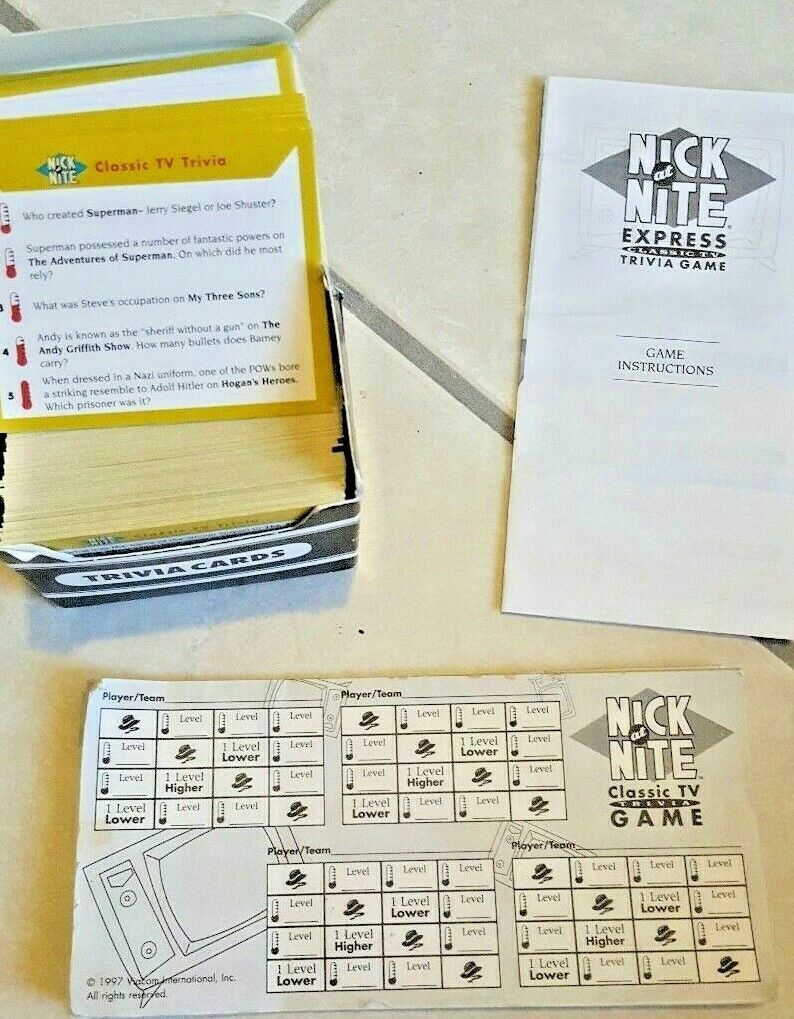 NICK
at
NITE
Classic TV Trivia
Who created Superman– Jerry Siegel or Joe Shuster?
Superman possessed a number of fantastic powers on
The Adventures of Superman. On which did he most
rely?
3 What was Steve's occupation on My Three Sons?
Andy is known as the "sheriff without a gun" on The
4 Andy Griffith Show. How many bullets does Barney
carry?
When dressed in a Nazi uniform, one of the POWs bore
5 a striking resemble to Adolf Hitler on Hogan's Heroes.
Which prisoner was it?
NITE Classic TV Trivia
TRIVIA CARDS
NICK
at
NITE
EXPRESS
CLASSIC TV
TRIVIA GAME
GAME
INSTRUCTIONS
Player/Team
Level Level Level
Level 1 Level Lower Level
Level 1 Level Higher Level
1 Level Lower Level Level
Player/Team
Level Level Level
Level 1 Level Lower Level
Level 1 Level Higher Level
1 Level Lower Level Level
NICK
at
NITE
Classic TV
TRIVIA
GAME
Player/Team
Level Level Level
Level 1 Level Lower Level
Level 1 Level Higher Level
1 Level Lower Level Level
Player/Team
Level Level Level
Level 1 Level Lower Level
Level 1 Level Higher Level
1 Level Lower Level Level
© 1997 Viacom International, Inc.
All rights reserved.